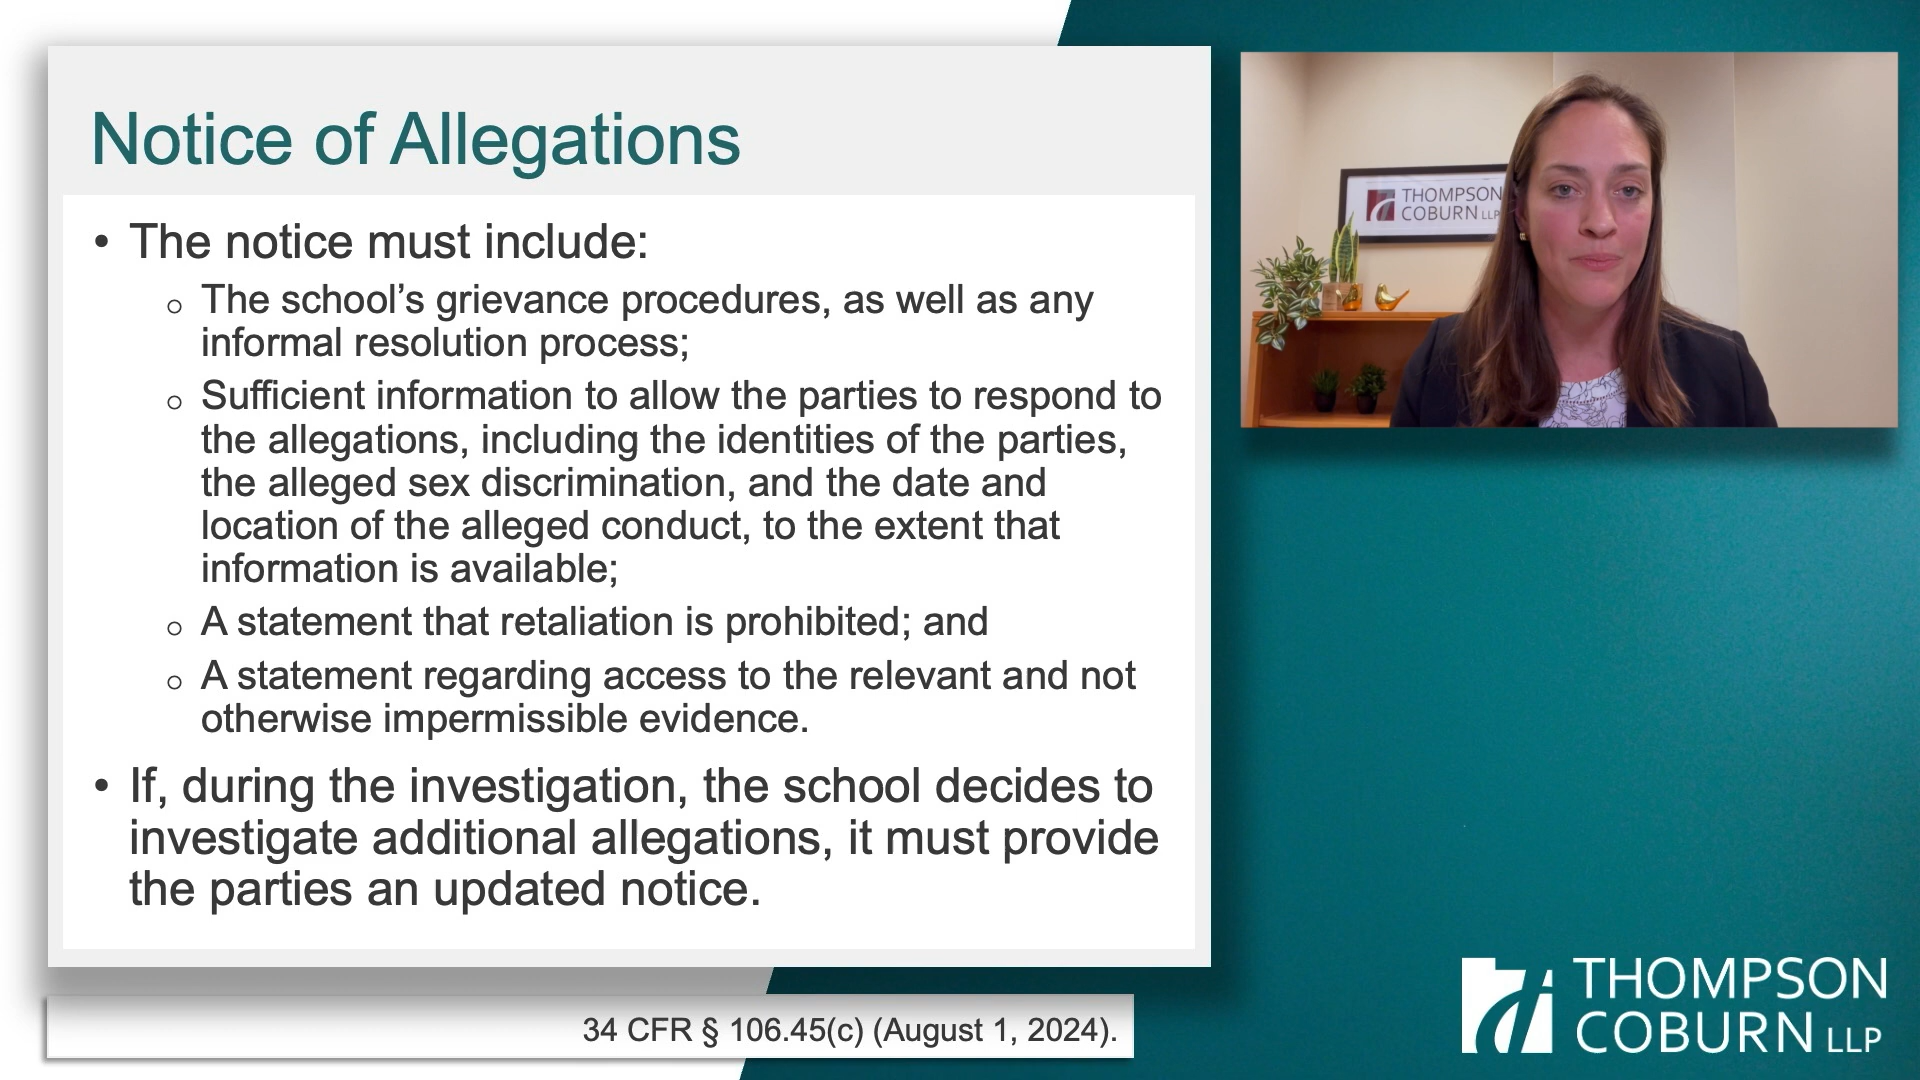 Notice of Allegations
• The notice must include:
o The school’s grievance procedures, as well as any
informal resolution process;
o Sufficient information to allow the parties to respond to
the allegations, including the identities of the parties,
the alleged sex discrimination, and the date and
location of the alleged conduct, to the extent that
information is available;
o A statement that retaliation is prohibited; and
o A statement regarding access to the relevant and not
otherwise impermissible evidence.
• If, during the investigation, the school decides to
investigate additional allegations, it must provide
the parties an updated notice.
34 CFR § 106.45(c) (August 1, 2024).
THOMPSON
COBURN LLP
THOMPSON
COBURN LLP